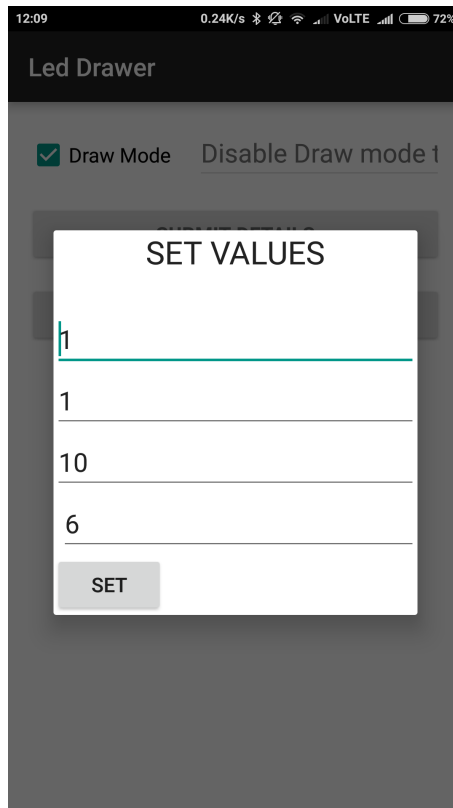 12:09 0.24K/s VoLTE 72%
Led Drawer
Draw Mode Disable Draw mode t
SET VALUES
1
1
10
6
SET